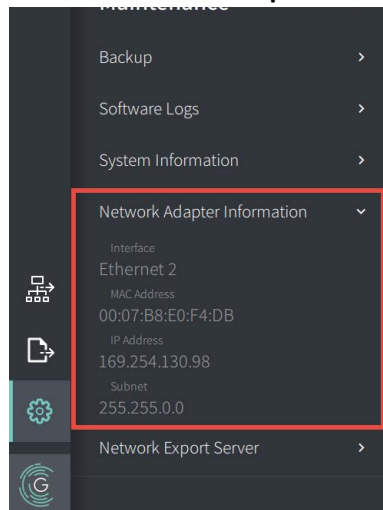 Maintenance
Backup
Software Logs
System Information
Network Adapter Information
Interface
Ethernet 2
MAC Address
00:07:B8:E0:F4:DB
IP Address
169.254.130.98
Subnet
255.255.0.0
Network Export Server
G